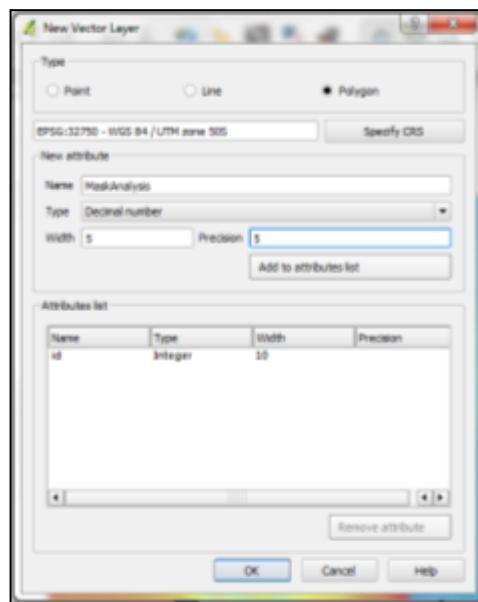 New Vector Layer
Type
Point Line Polygon
EPSG:32750 - WGS 84 / UTM zone 50S Specify CRS
New attribute
Name MaskAnalysis
Type Decimal number
Width 5 Precision 5
Add to attributes list
Attributes list
Name Type Width Precision
id Integer 10
Remove attribute
OK Cancel Help